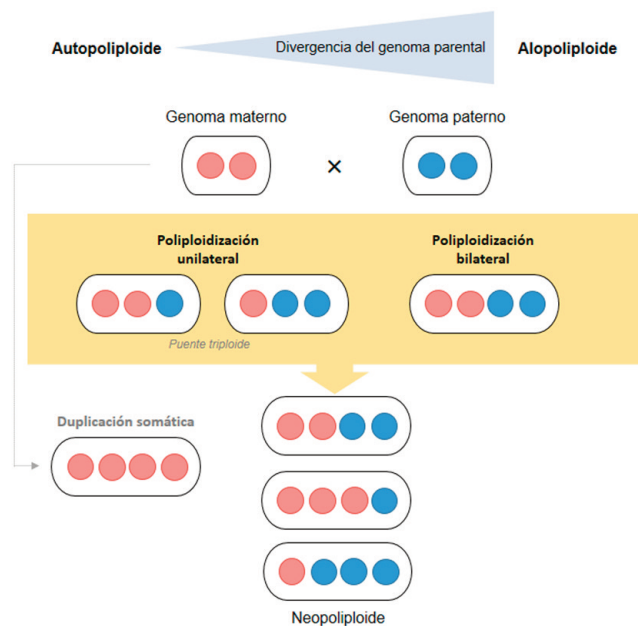 Autopoliploide
Divergencia del genoma parental
Alopoliploide
Genoma materno
Genoma paterno
×
Poliploidización
unilateral
Poliploidización
bilateral
Puente triploide
Duplicación somática
Neopoliploide